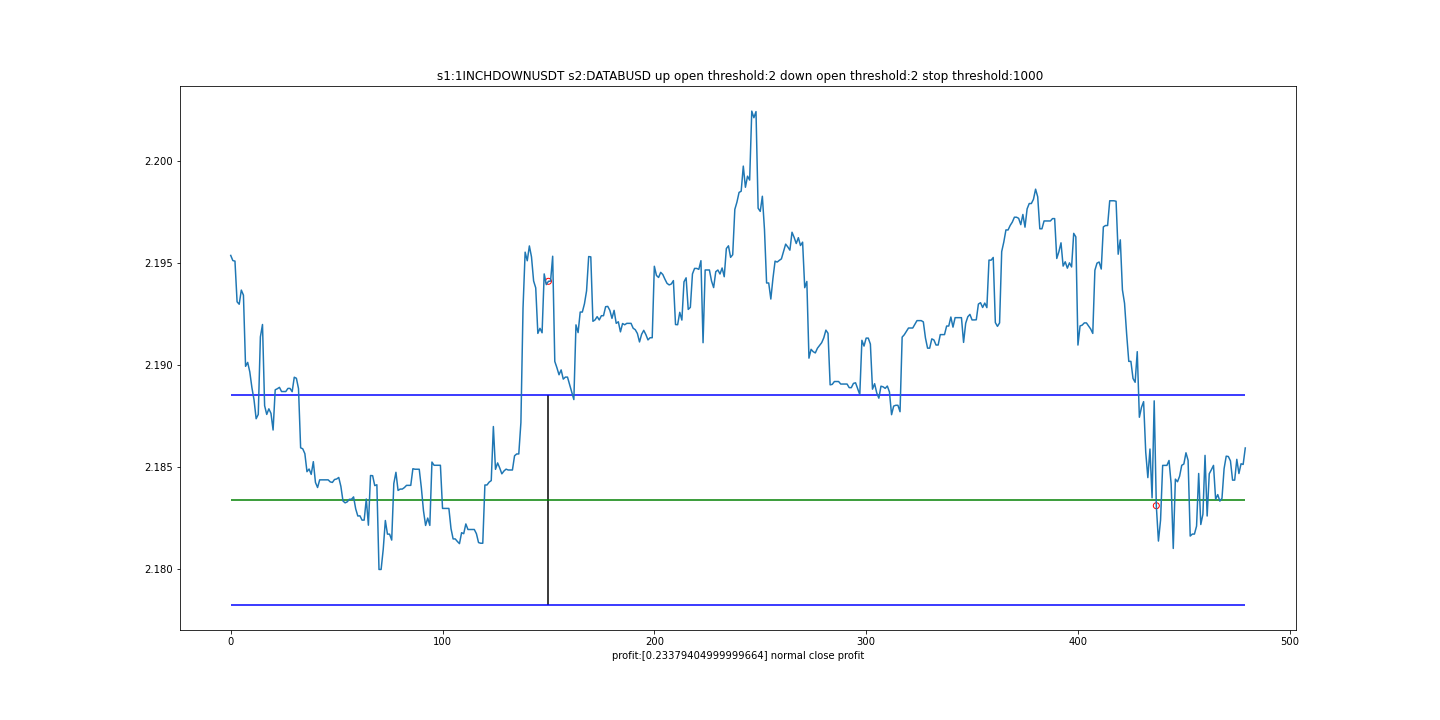 s1:1INCHDOWNUSDT s2:DATABUSD up open threshold:2 down open threshold:2 stop threshold:1000
2.200
2.195
2.190
2.185
2.180
0 100 200 300 400 500
profit:[0.23379404999999664] normal close profit